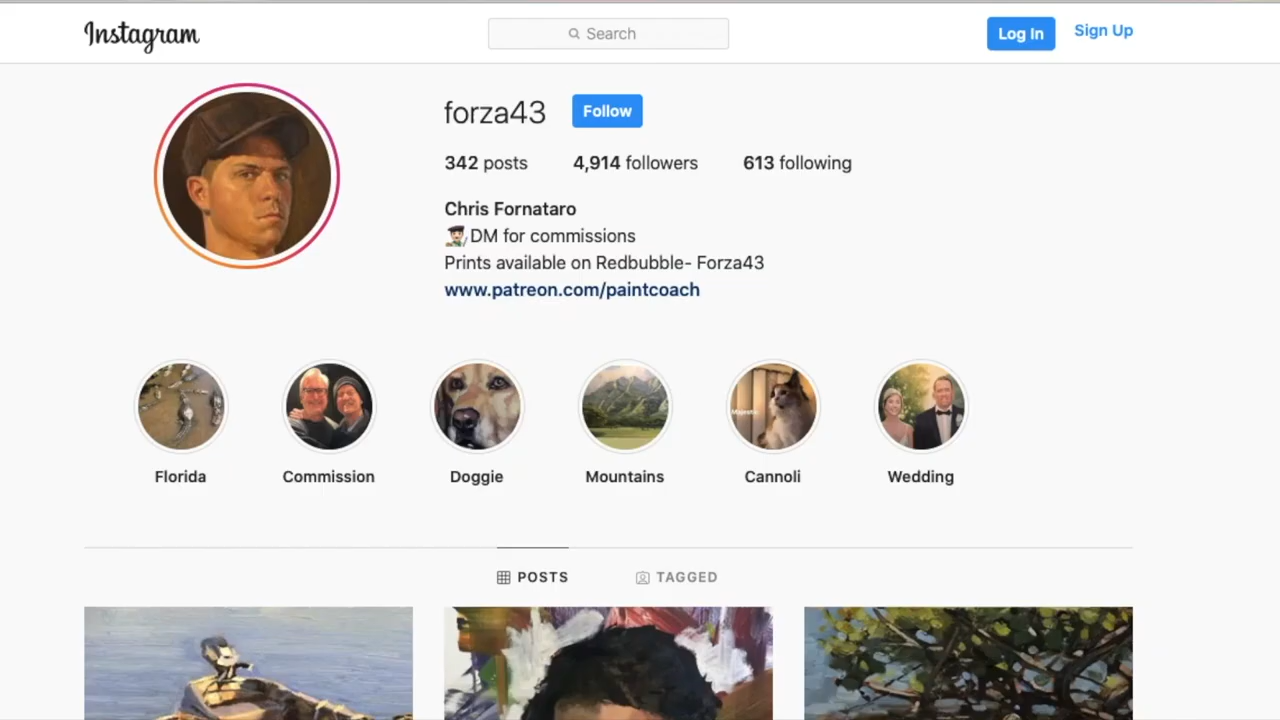 Instagram
Search
Log In
Sign Up
forza43
Follow
342 posts
4,914 followers
613 following
Chris Fornataro
DM for commissions
Prints available on Redbubble- Forza43
www.patreon.com/paintcoach
Majestic
Florida
Commission
Doggie
Mountains
Cannoli
Wedding
POSTS
TAGGED